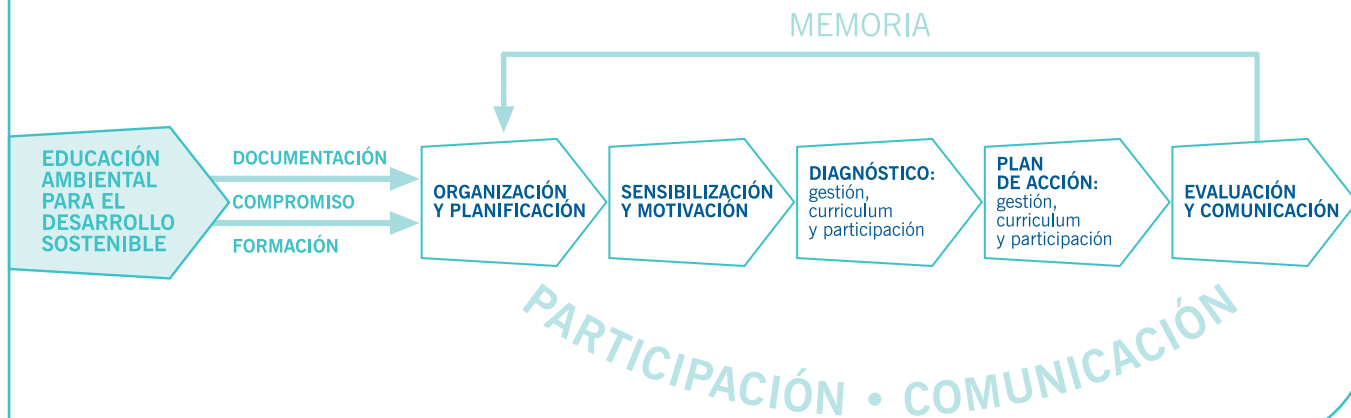 MEMORIA
EDUCACIÓN
AMBIENTAL
PARA EL
DESARROLLO
SOSTENIBLE
DOCUMENTACIÓN
COMPROMISO
FORMACIÓN
ORGANIZACIÓN
Y PLANIFICACIÓN
SENSIBILIZACIÓN
Y MOTIVACIÓN
DIAGNÓSTICO:
gestión,
curriculum
y participación
PLAN
DE ACCIÓN:
gestión,
curriculum
y participación
EVALUACIÓN
Y COMUNICACIÓN
PARTICIPACIÓN • COMUNICACIÓN